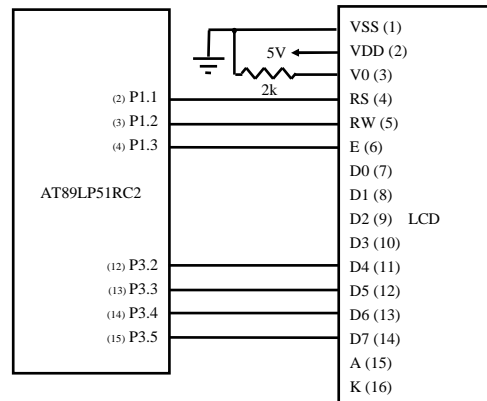 VSS (1)
5V VDD (2)
V0 (3)
2k
(2) P1.1 RS (4)
(3) P1.2 RW (5)
(4) P1.3 E (6)
D0 (7)
AT89LP51RC2 D1 (8)
D2 (9) LCD
D3 (10)
(12) P3.2 D4 (11)
(13) P3.3 D5 (12)
(14) P3.4 D6 (13)
(15) P3.5 D7 (14)
A (15)
K (16)